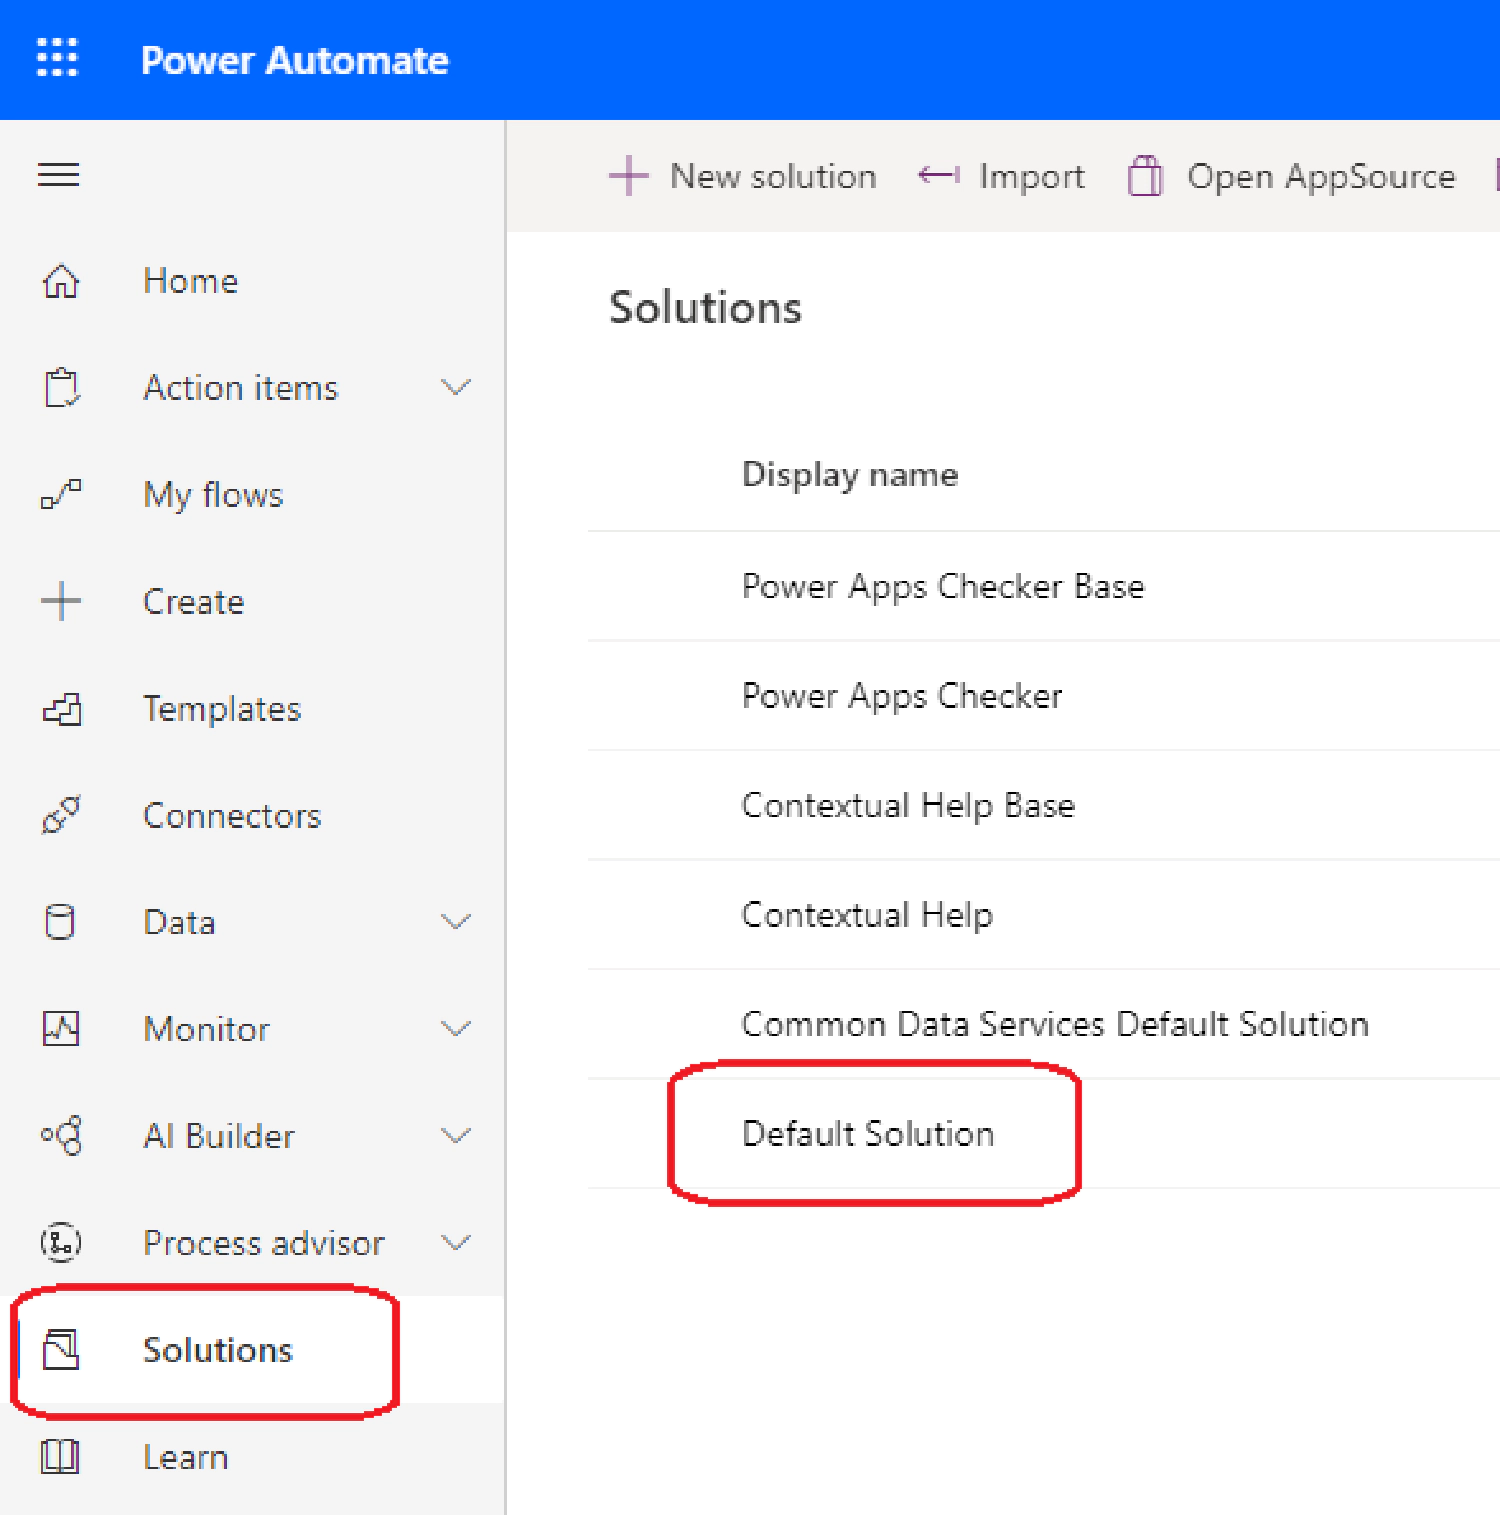 Power Automate
New solution
Import
Open AppSource
Home
Action items
My flows
Create
Templates
Connectors
Data
Monitor
AI Builder
Process advisor
Solutions
Learn
Solutions
Display name
Power Apps Checker Base
Power Apps Checker
Contextual Help Base
Contextual Help
Common Data Services Default Solution
Default Solution